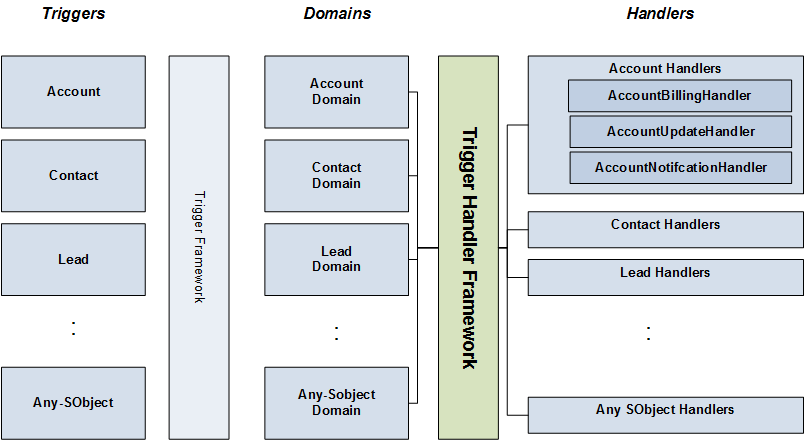 Triggers
Domains
Handlers
Account
Contact
Lead
:
Any-SObject
Trigger Framework
Account
Domain
Contact
Domain
Lead
Domain
:
Any-Sobject
Domain
Trigger Handler Framework
Account Handlers
AccountBillingHandler
AccountUpdateHandler
AccountNotifcationHandler
Contact Handlers
Lead Handlers
:
Any SObject Handlers